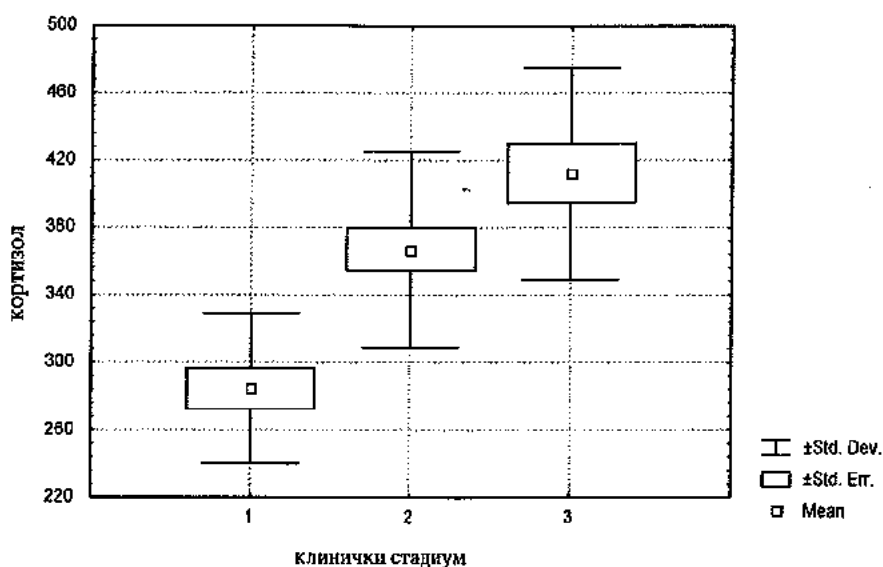 500
460
420
380
340
300
260
220
кортизол
1
2
3
клинички стадиум
±Std. Dev.
±Std. Err.
Mean